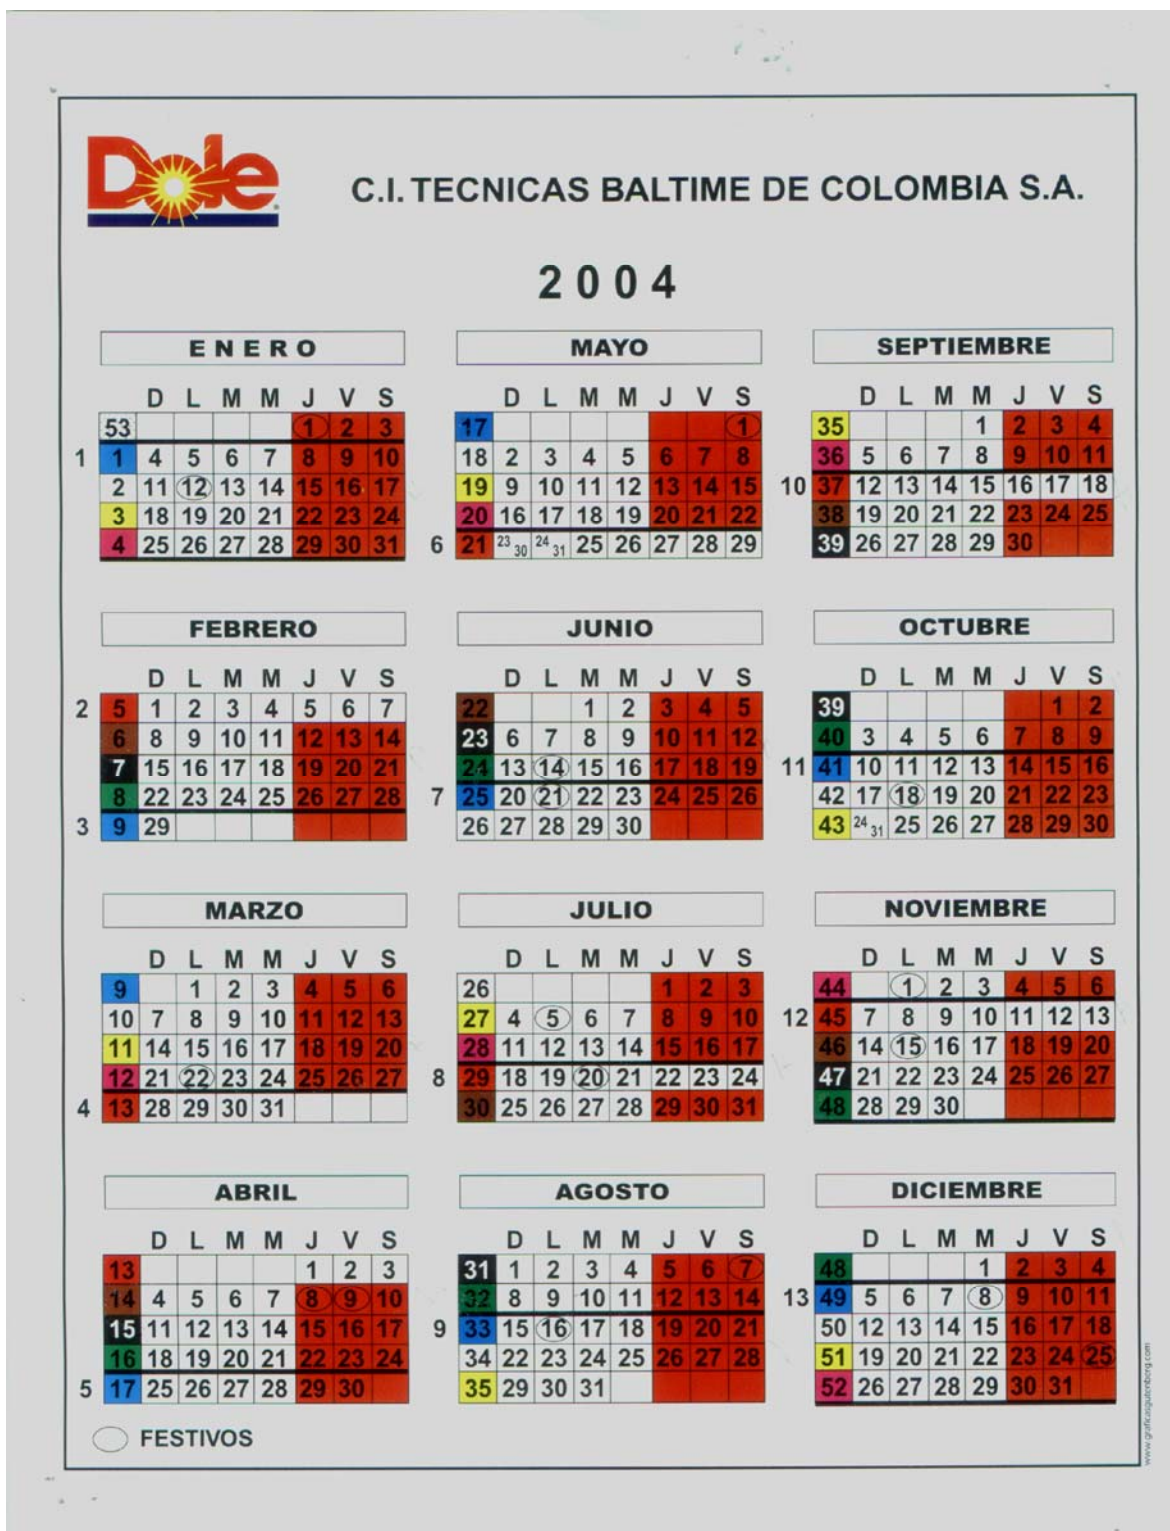 Dole
C.I. TECNICAS BALTIME DE COLOMBIA S.A.
2004
ENERO
D L M M J V S
53 1 2 3
1 1 4 5 6 7 8 9 10
2 11 12 13 14 15 16 17
3 18 19 20 21 22 23 24
4 25 26 27 28 29 30 31
FEBRERO
D L M M J V S
2 5 1 2 3 4 5 6 7
6 8 9 10 11 12 13 14
7 15 16 17 18 19 20 21
8 22 23 24 25 26 27 28
3 9 29
MARZO
D L M M J V S
9 1 2 3 4 5 6
10 7 8 9 10 11 12 13
11 14 15 16 17 18 19 20
12 21 22 23 24 25 26 27
4 13 28 29 30 31
ABRIL
D L M M J V S
13 1 2 3
14 4 5 6 7 8 9 10
15 11 12 13 14 15 16 17
16 18 19 20 21 22 23 24
5 17 25 26 27 28 29 30
MAYO
D L M M J V S
17 1
18 2 3 4 5 6 7 8
19 9 10 11 12 13 14 15
20 16 17 18 19 20 21 22
6 21 23 30 24 31 25 26 27 28 29
JUNIO
D L M M J V S
22 1 2 3 4 5
23 6 7 8 9 10 11 12
24 13 14 15 16 17 18 19
7 25 20 21 22 23 24 25 26
26 27 28 29 30
JULIO
D L M M J V S
26 1 2 3
27 4 5 6 7 8 9 10
28 11 12 13 14 15 16 17
8 29 18 19 20 21 22 23 24
30 25 26 27 28 29 30 31
AGOSTO
D L M M J V S
31 1 2 3 4 5 6 7
32 8 9 10 11 12 13 14
9 33 15 16 17 18 19 20 21
34 22 23 24 25 26 27 28
35 29 30 31
SEPTIEMBRE
D L M M J V S
35 1 2 3 4
36 5 6 7 8 9 10 11
10 37 12 13 14 15 16 17 18
38 19 20 21 22 23 24 25
39 26 27 28 29 30
OCTUBRE
D L M M J V S
39 1 2
40 3 4 5 6 7 8 9
11 41 10 11 12 13 14 15 16
42 17 18 19 20 21 22 23
43 24 31 25 26 27 28 29 30
NOVIEMBRE
D L M M J V S
44 1 2 3 4 5 6
12 45 7 8 9 10 11 12 13
46 14 15 16 17 18 19 20
47 21 22 23 24 25 26 27
48 28 29 30
DICIEMBRE
D L M M J V S
48 1 2 3 4
13 49 5 6 7 8 9 10 11
50 12 13 14 15 16 17 18
51 19 20 21 22 23 24 25
52 26 27 28 29 30 31
FESTIVOS
www.graficasgutenberg.com